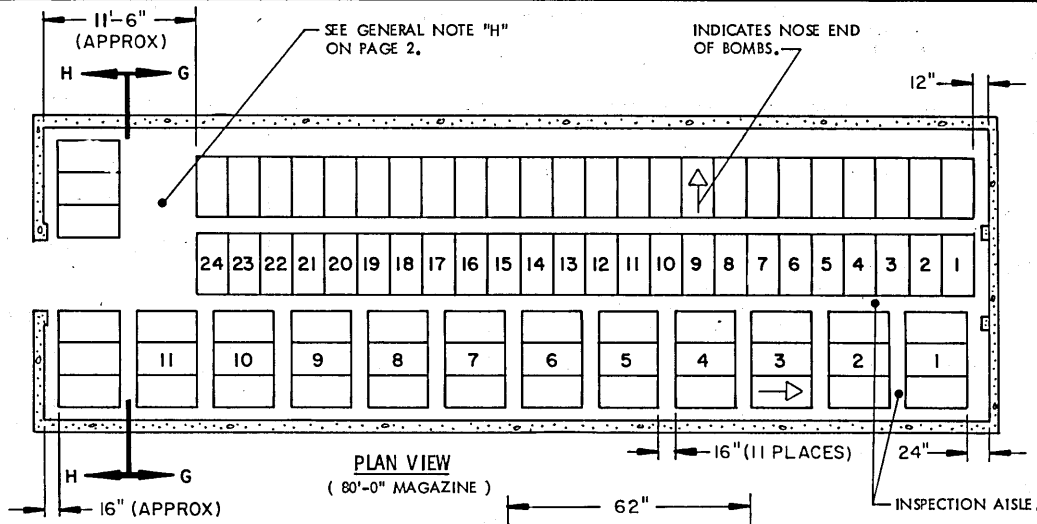 11'-6"
(APPROX)
SEE GENERAL NOTE "H"
ON PAGE 2.
INDICATES NOSE END
OF BOMBS.
H G
12"
24 23 22 21 20 19 18 17 16 15 14 13 12 11 10 9 8 7 6 5 4 3 2 1
11 10 9 8 7 6 5 4 3 2 1
H G
PLAN VIEW
( 80'-0" MAGAZINE )
16" (11 PLACES)
24"
16" (APPROX)
62"
INSPECTION AISLE.